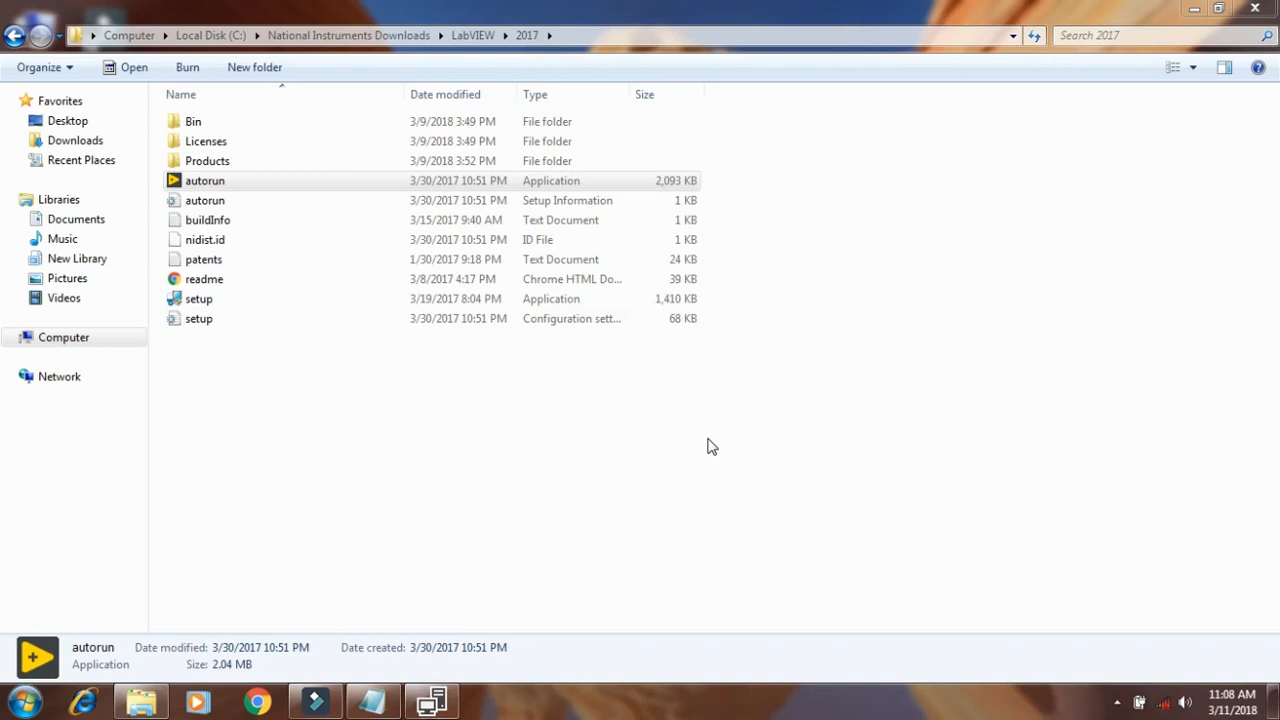 Computer Local Disk (C:) National Instruments Downloads LabVIEW 2017 Search 2017
Organize Open Burn New folder
Name Date modified Type Size
Favorites
Desktop
Downloads
Recent Places
Libraries
Documents
Music
New Library
Pictures
Videos
Computer
Network
Bin 3/9/2018 3:49 PM File folder
Licenses 3/9/2018 3:49 PM File folder
Products 3/9/2018 3:52 PM File folder
autorun 3/30/2017 10:51 PM Application 2,093 KB
autorun 3/30/2017 10:51 PM Setup Information 1 KB
buildInfo 3/15/2017 9:40 AM Text Document 1 KB
nidist.id 3/30/2017 10:51 PM ID File 1 KB
patents 1/30/2017 9:18 PM Text Document 24 KB
readme 3/8/2017 4:17 PM Chrome HTML Do... 39 KB
setup 3/19/2017 8:04 PM Application 1,410 KB
setup 3/30/2017 10:51 PM Configuration sett... 68 KB
autorun Date modified: 3/30/2017 10:51 PM Date created: 3/30/2017 10:51 PM
Application Size: 2.04 MB
11:08 AM
3/11/2018